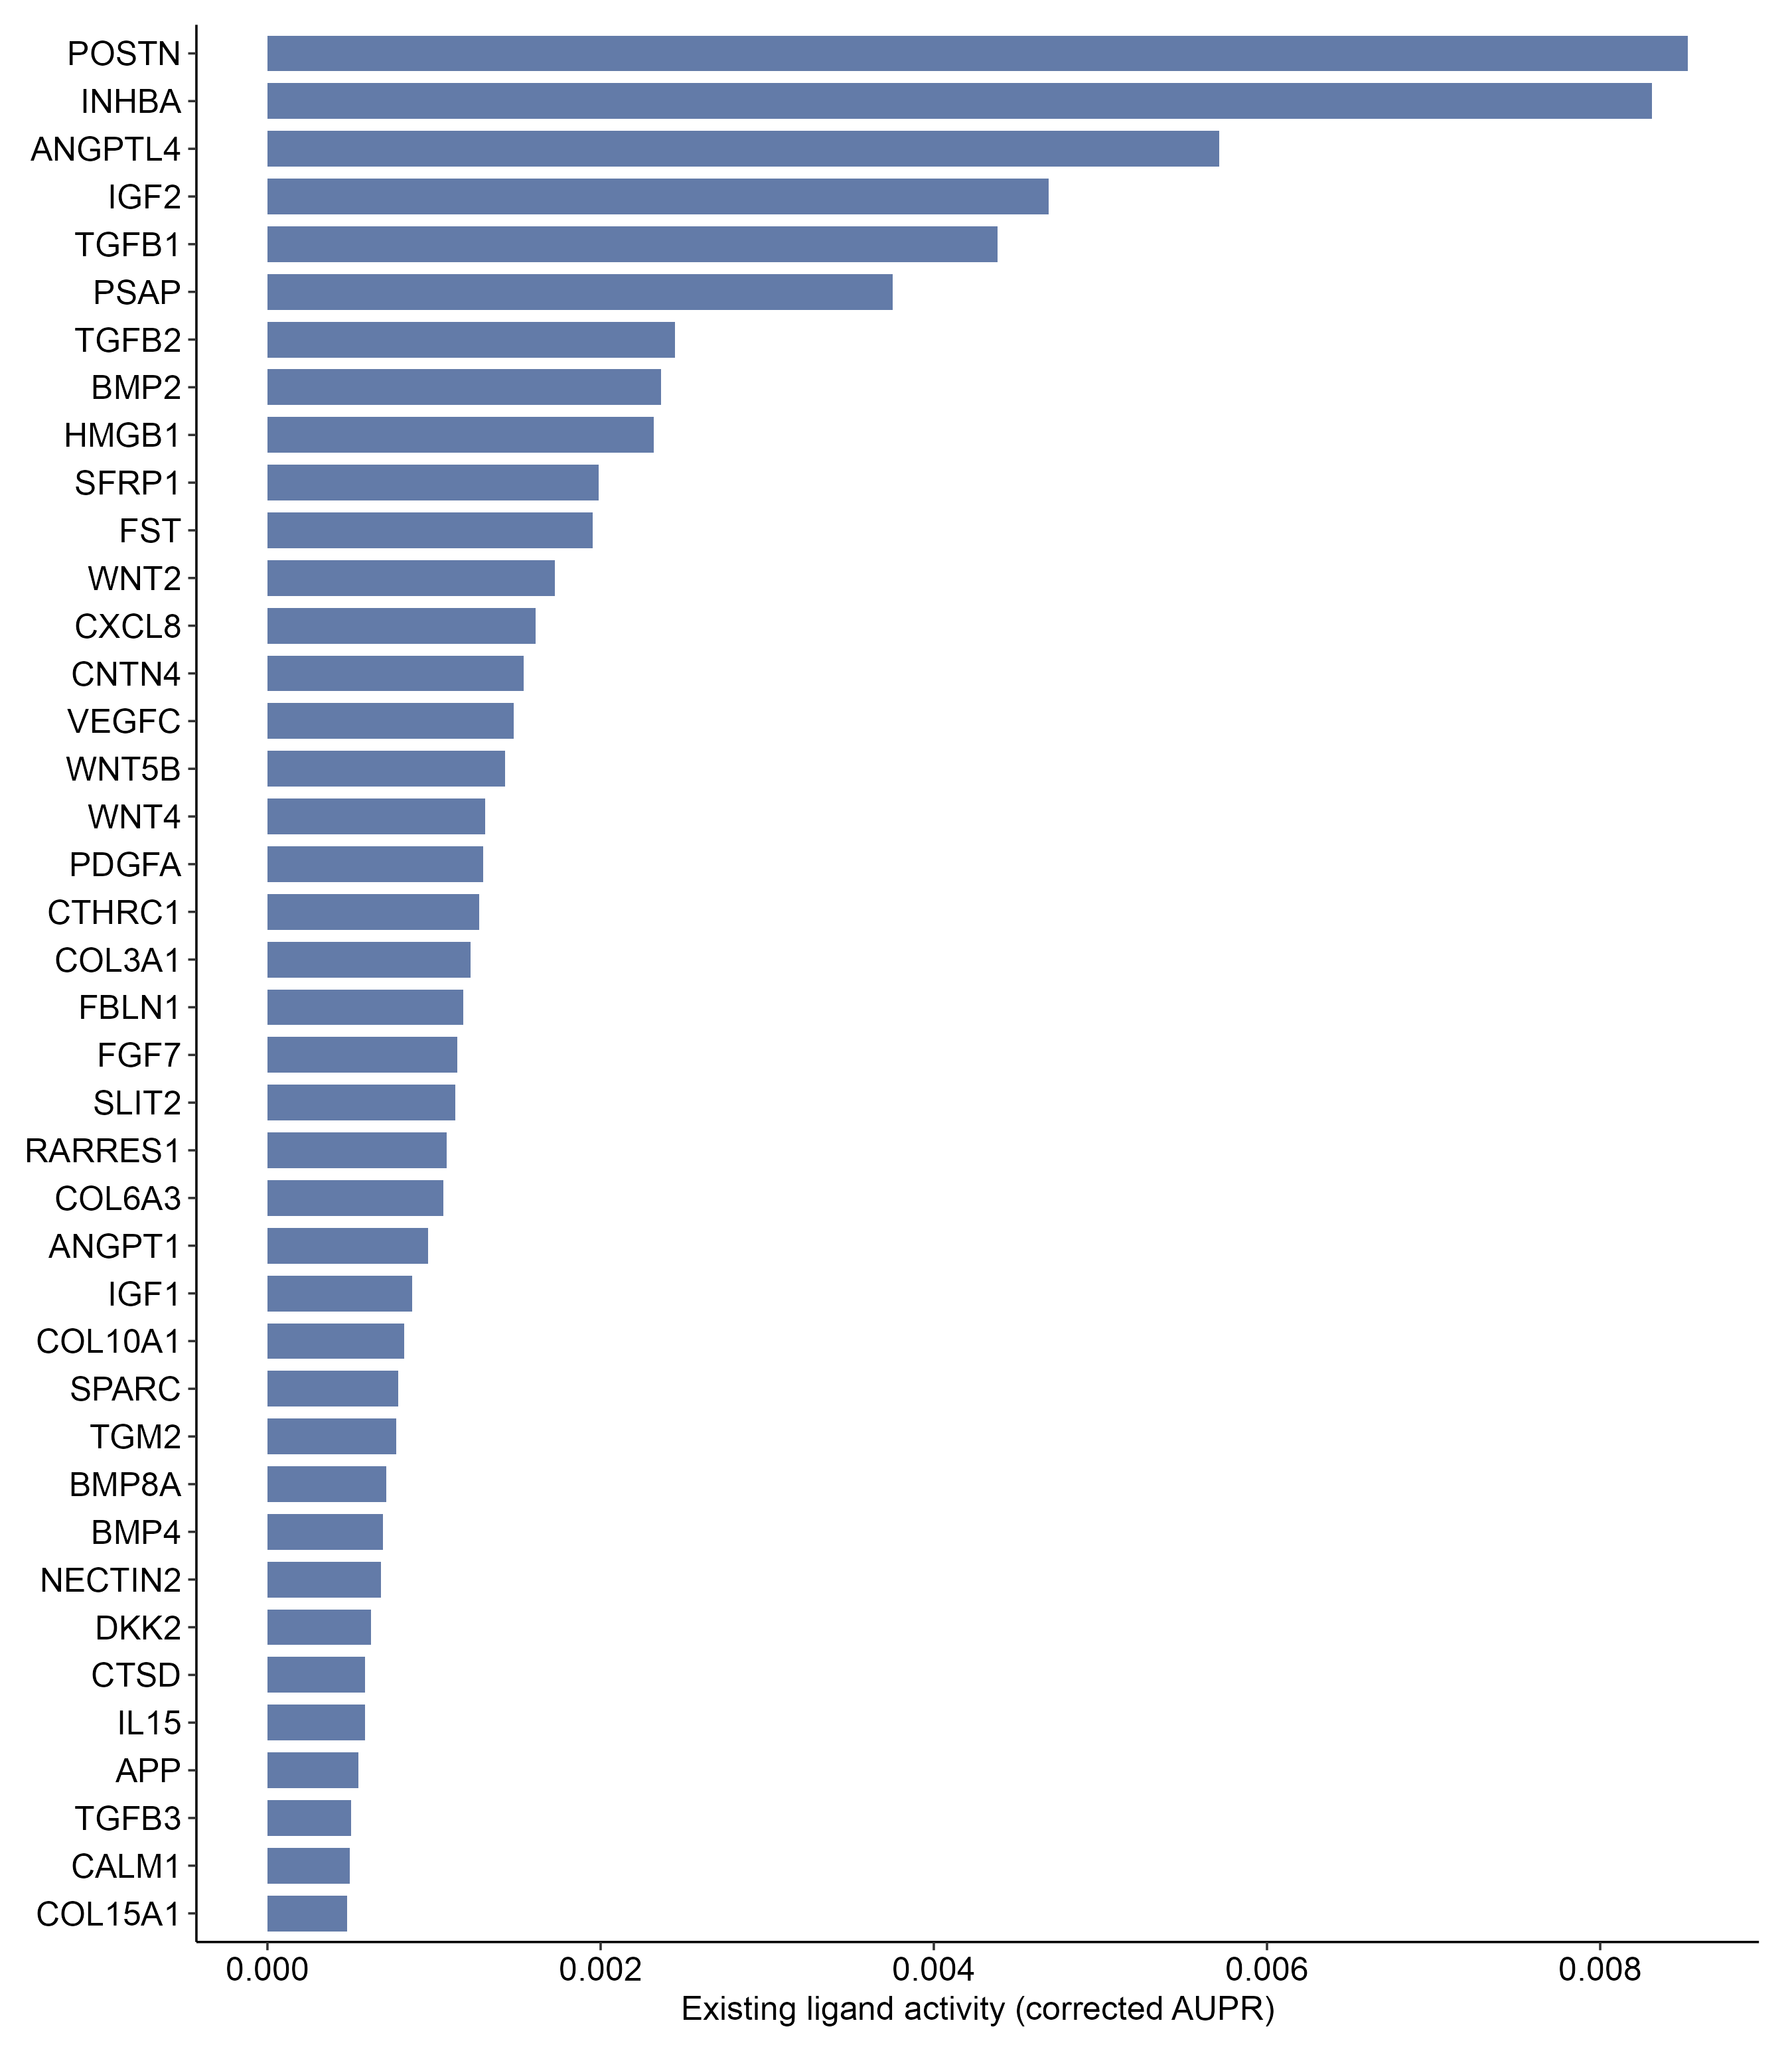 POSTN
INHBA
ANGPTL4
IGF2
TGFB1
PSAP
TGFB2
BMP2
HMGB1
SFRP1
FST
WNT2
CXCL8
CNTN4
VEGFC
WNT5B
WNT4
PDGFA
CTHRC1
COL3A1
FBLN1
FGF7
SLIT2
RARRES1
COL6A3
ANGPT1
IGF1
COL10A1
SPARC
TGM2
BMP8A
BMP4
NECTIN2
DKK2
CTSD
IL15
APP
TGFB3
CALM1
COL15A1
0.000 0.002 0.004 0.006 0.008
Existing ligand activity (corrected AUPR)